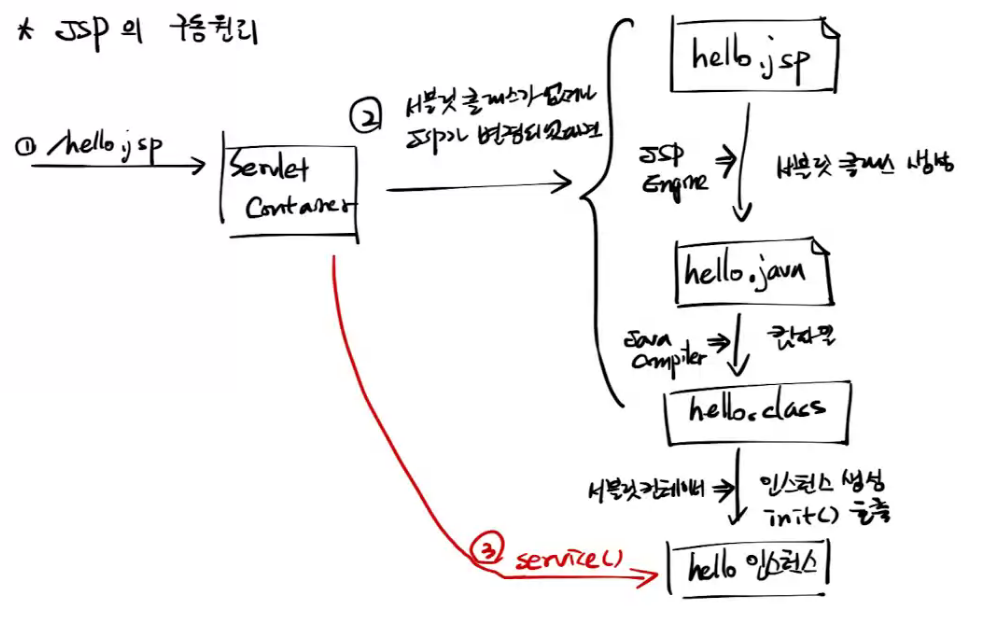 * JSP의 구동원리
① /hello.jsp
Servlet
Container
② 서블릿 클래스가 없거나
JSP가 변경되었다면
hello.jsp
JSP
Engine
서블릿 클래스 생성
hello.java
Java
Compiler
컴파일
hello.class
서블릿컨테이너
인스턴스 생성
init() 호출
③ service()
hello 인스턴스